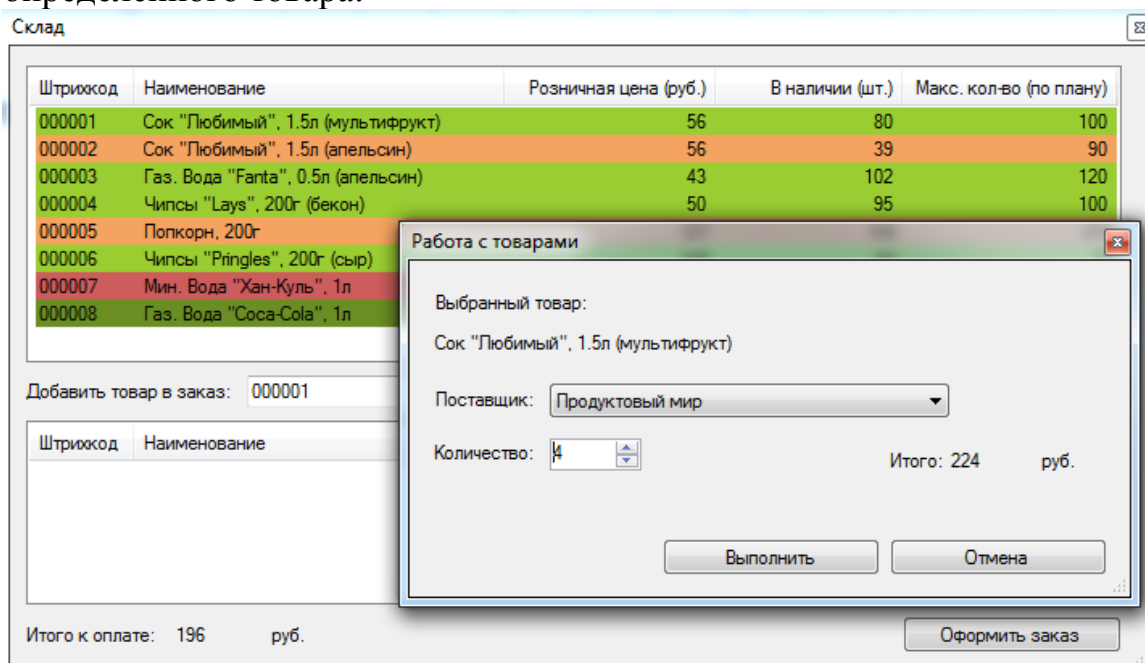 определенного товара.
Склад
Штрихкод Наименование Розничная цена (руб.) В наличии (шт.) Макс. кол-во (по плану)
000001 Сок "Любимый", 1.5л (мультифрукт) 56 80 100
000002 Сок "Любимый", 1.5л (апельсин) 56 39 90
000003 Газ. Вода "Fanta", 0.5л (апельсин) 43 102 120
000004 Чипсы "Lays", 200г (бекон) 50 95 100
000005 Попкорн, 200г
000006 Чипсы "Pringles", 200г (сыр)
000007 Мин. Вода "Хан-Куль", 1л
000008 Газ. Вода "Coca-Cola", 1л
Добавить товар в заказ: 000001
Штрихкод Наименование
Итого к оплате: 196 руб.
Оформить заказ
Работа с товарами
Выбранный товар:
Сок "Любимый", 1.5л (мультифрукт)
Поставщик: Продуктовый мир
Количество: 4
Итого: 224 руб.
Выполнить Отмена